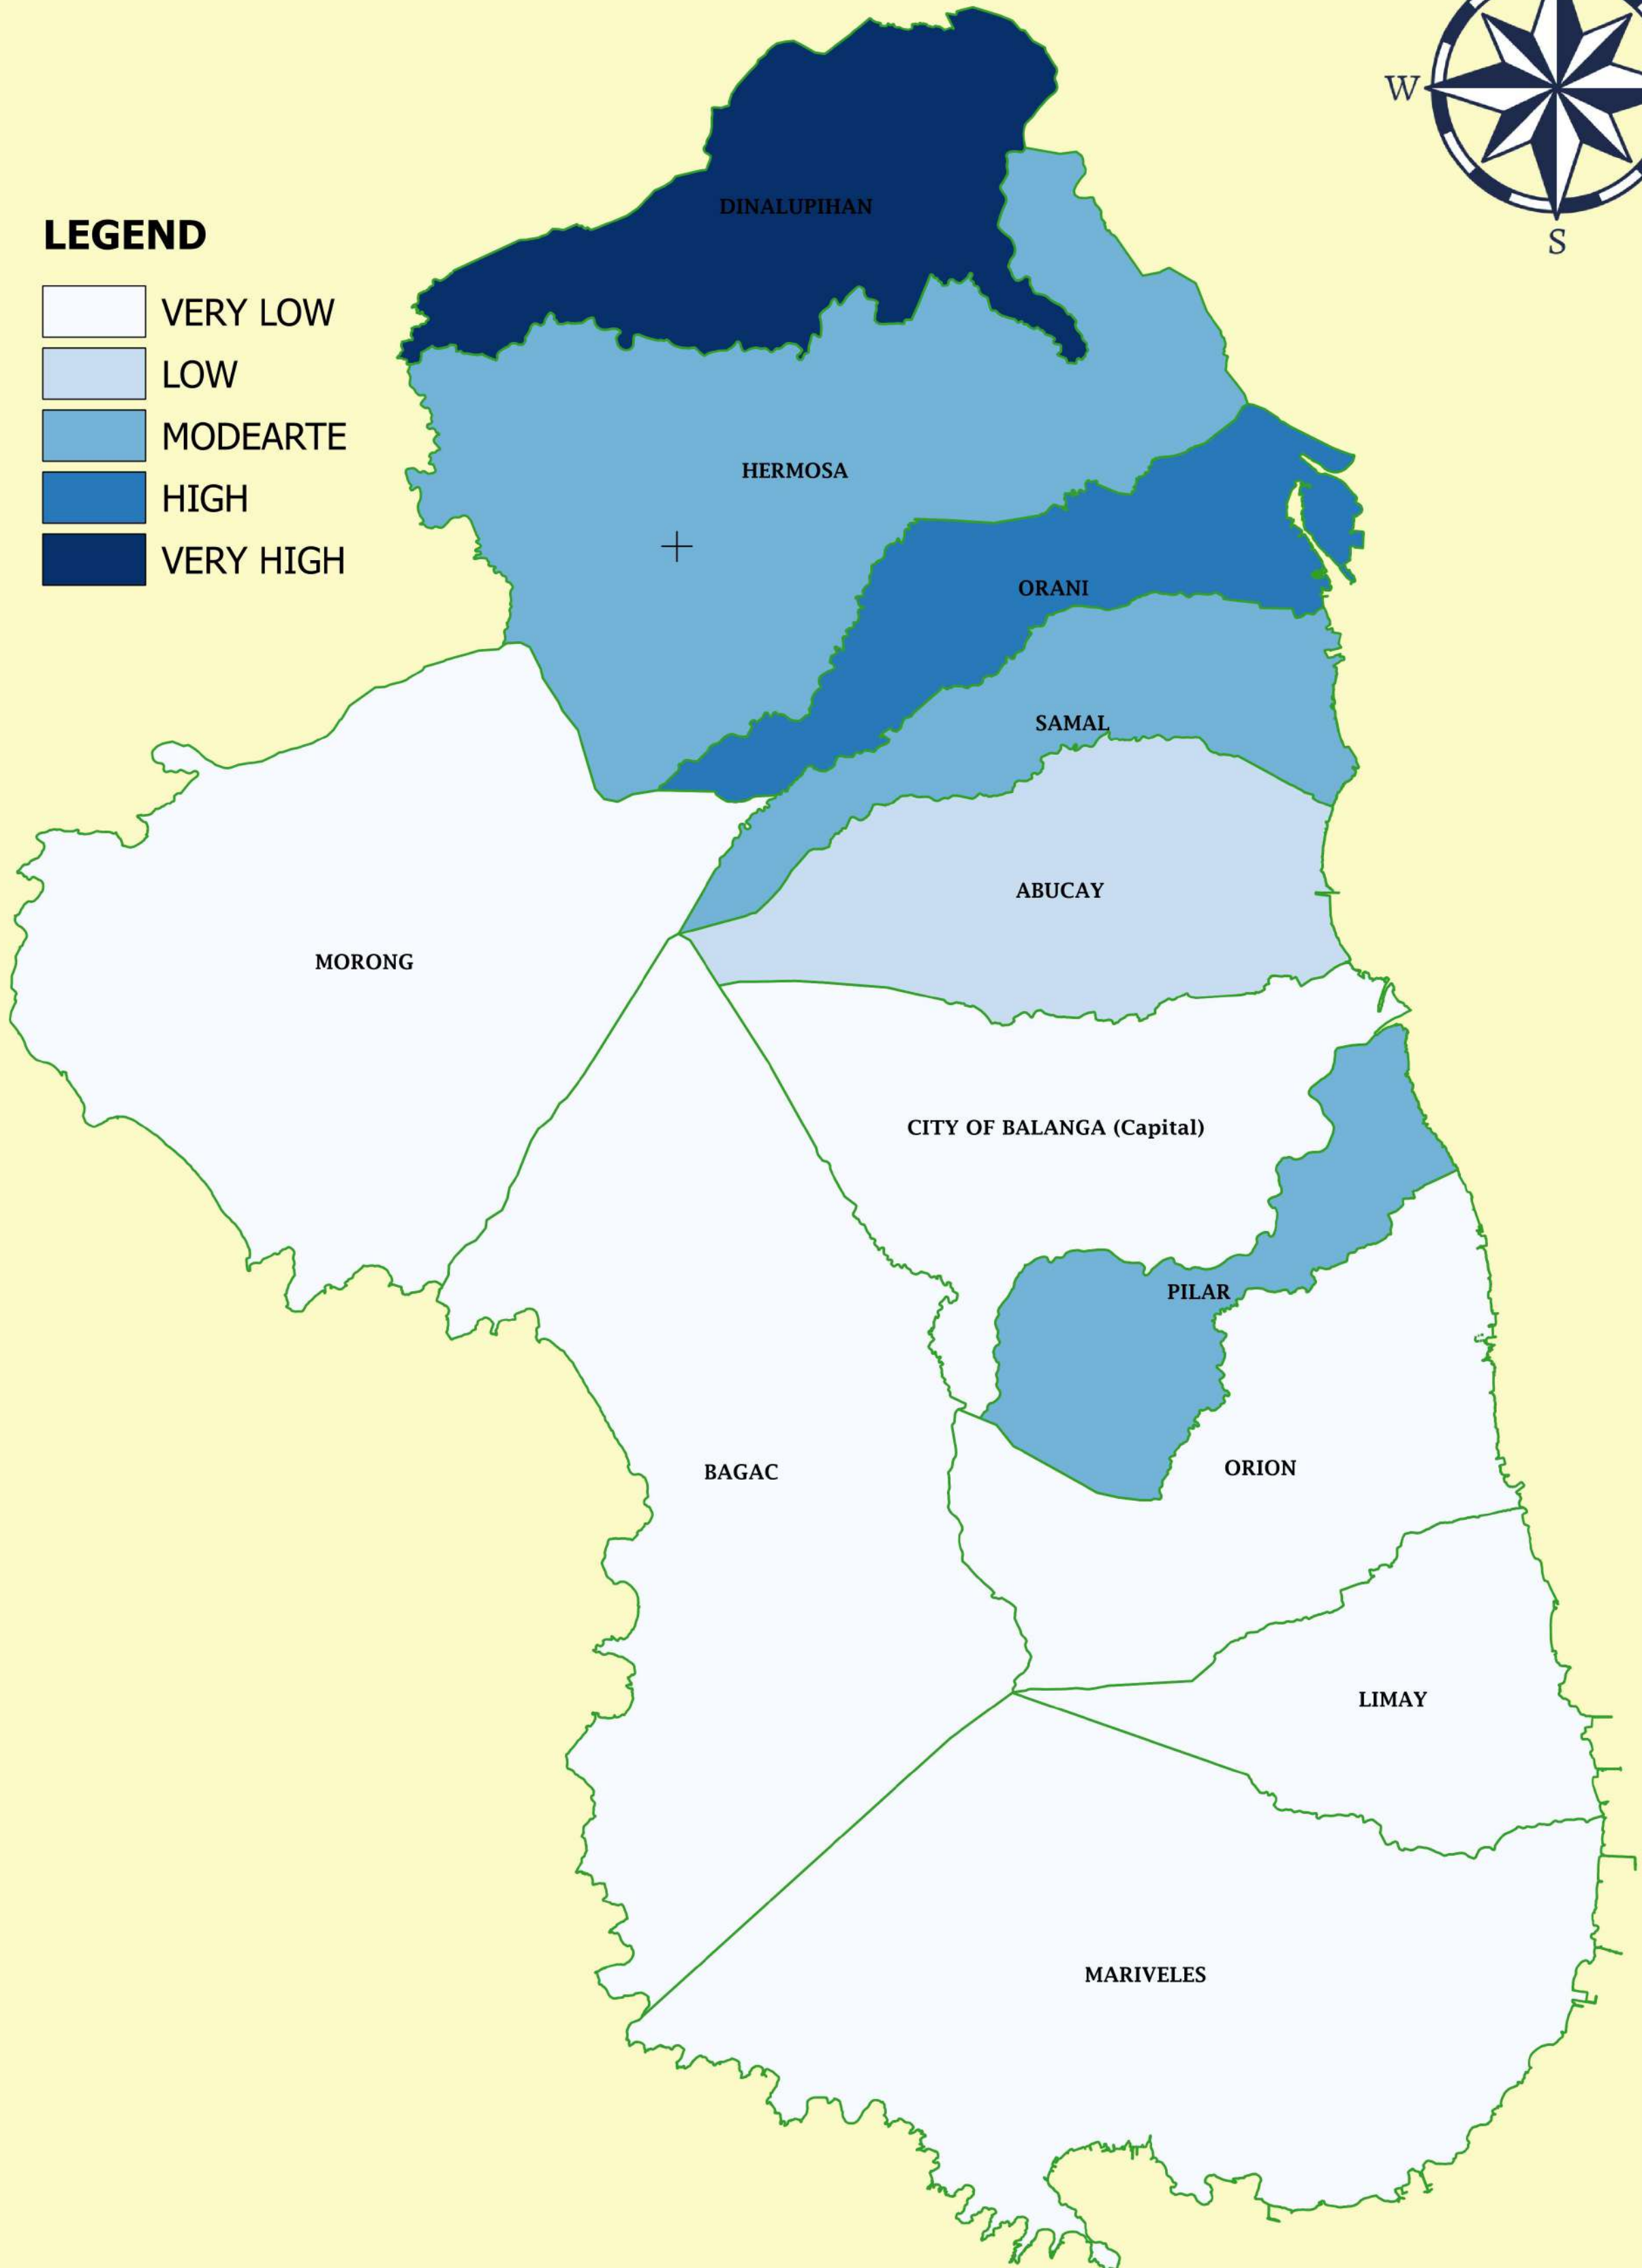 W
S
LEGEND
VERY LOW
LOW
MODEARTE
HIGH
VERY HIGH
DINALUPIHAN
HERMOSA
ORANI
SAMAL
ABUCAY
MORONG
CITY OF BALANGA (Capital)
PILAR
BAGAC
ORION
LIMAY
MARIVELES